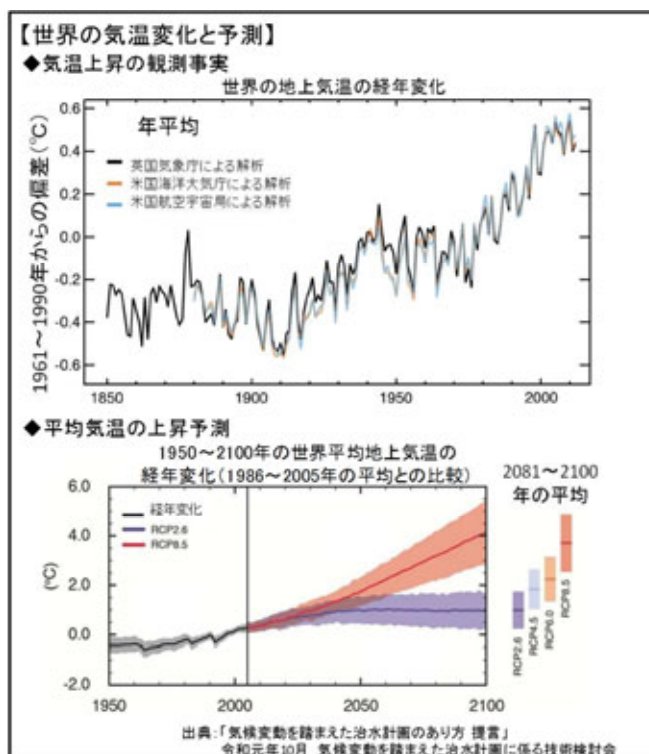 【世界の気温変化と予測】
◆気温上昇の観測事実
世界の地上気温の経年変化
1961～1990年からの偏差(℃)
0.6
0.4
0.2
0.0
-0.2
-0.4
-0.6
年平均
英国気象庁による解析
米国海洋大気庁による解析
米国航空宇宙局による解析
1850
1900
1950
2000
◆平均気温の上昇予測
1950～2100年の世界平均地上気温の
経年変化(1986～2005年の平均との比較)
2081～2100
年の平均
(℃)
6.0
4.0
2.0
0.0
-2.0
経年変化
RCP2.6
RCP8.5
1950
2000
2050
2100
RCP2.6
RCP4.5
RCP6.0
RCP8.5
出典:「気候変動を踏まえた治水計画のあり方 提言」
令和元年10月 気候変動を踏まえた治水計画に係る技術検討会